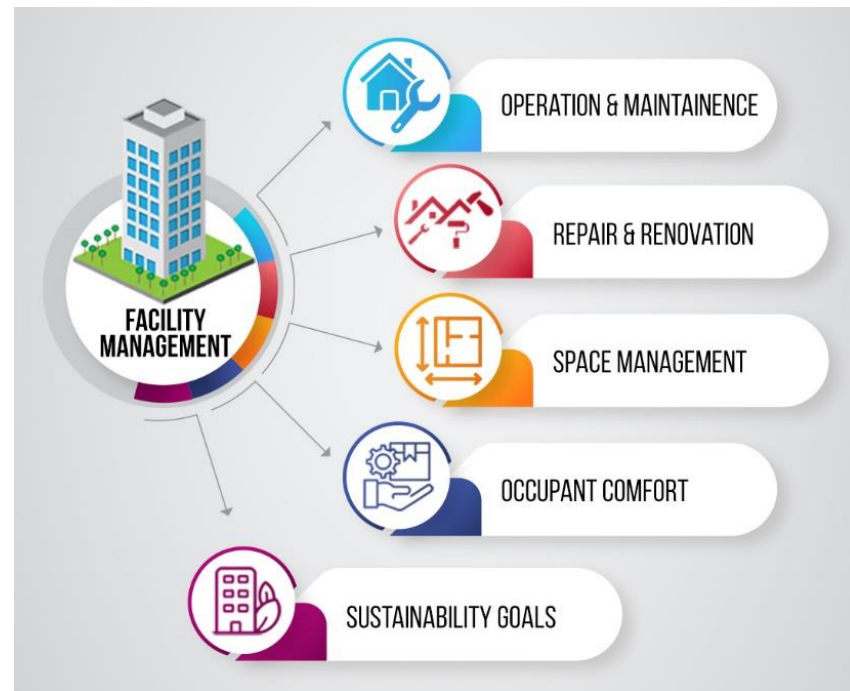 FACILITY
MANAGEMENT
OPERATION & MAINTAINENCE
REPAIR & RENOVATION
SPACE MANAGEMENT
OCCUPANT COMFORT
SUSTAINABILITY GOALS